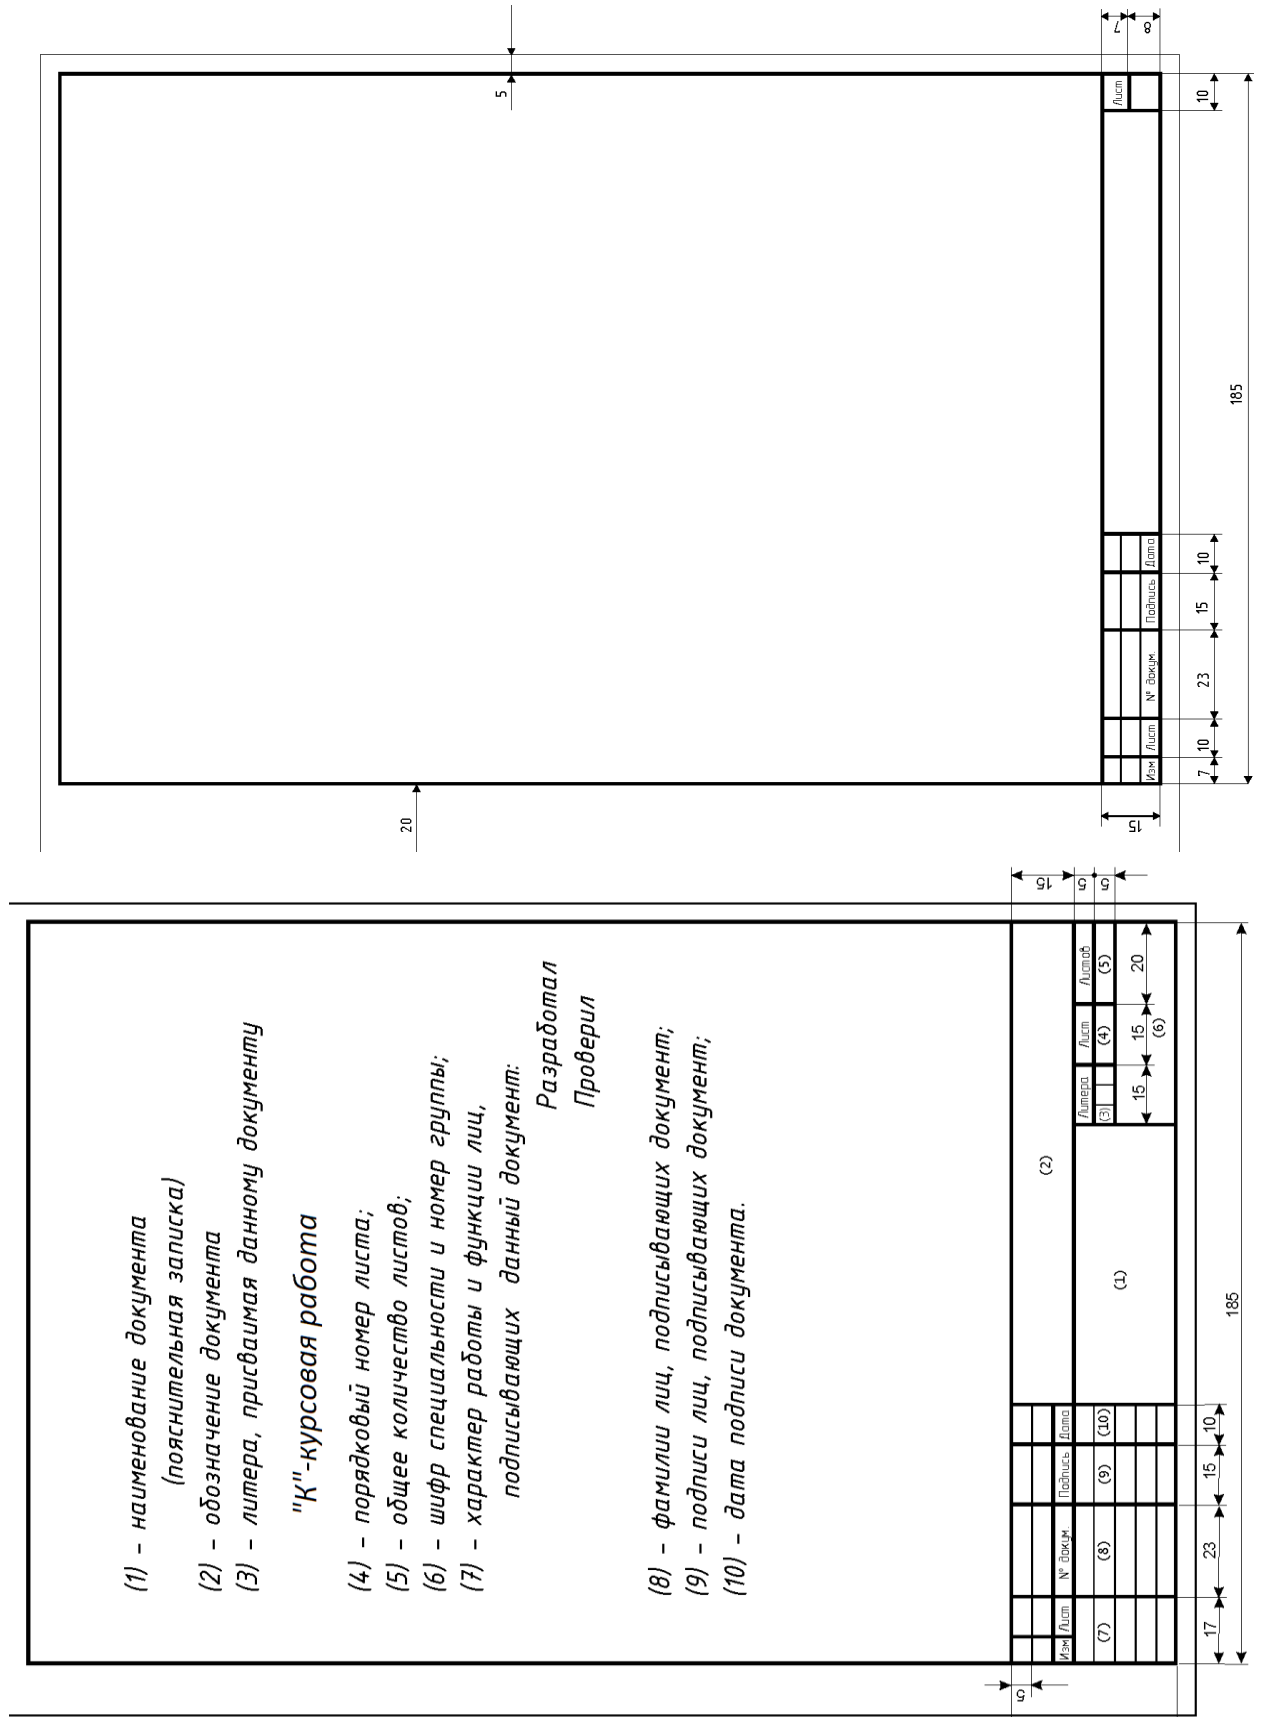 7
8
5
Лист
10
185
20
Изм
Лист
№ докум.
Подпись
Дата
7
10
23
15
10
15
(1) – наименование документа
(пояснительная записка)
(2) – обозначение документа
(3) – литера, присваимая данному документу
"К"-курсовая работа
(4) – порядковый номер листа;
(5) – общее количество листов;
(6) – шифр специальности и номер группы;
(7) – характер работы и функции лиц,
подписывающих данный документ:
Разработал
Проверил
(8) – фамилии лиц, подписывающих документ;
(9) – подписи лиц, подписывающих документ;
(10) – дата подписи документа.
15
5
5
(2)
Изм
Лист
№ докум.
Подпись
Дата
Литера
Лист
Листов
(7)
(8)
(9)
(10)
(1)
(3)
(4)
(5)
15
15
20
(6)
17
23
15
10
185
5